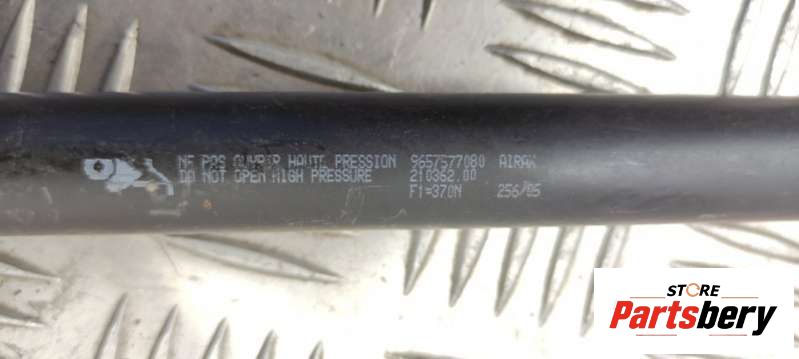 NE PAS OUVRIR HAUTE PRESSION 9657577080 AIRAX
DO NOT OPEN HIGH PRESSURE 210362.00
F1=370N 256/05
STORE
Partsbery